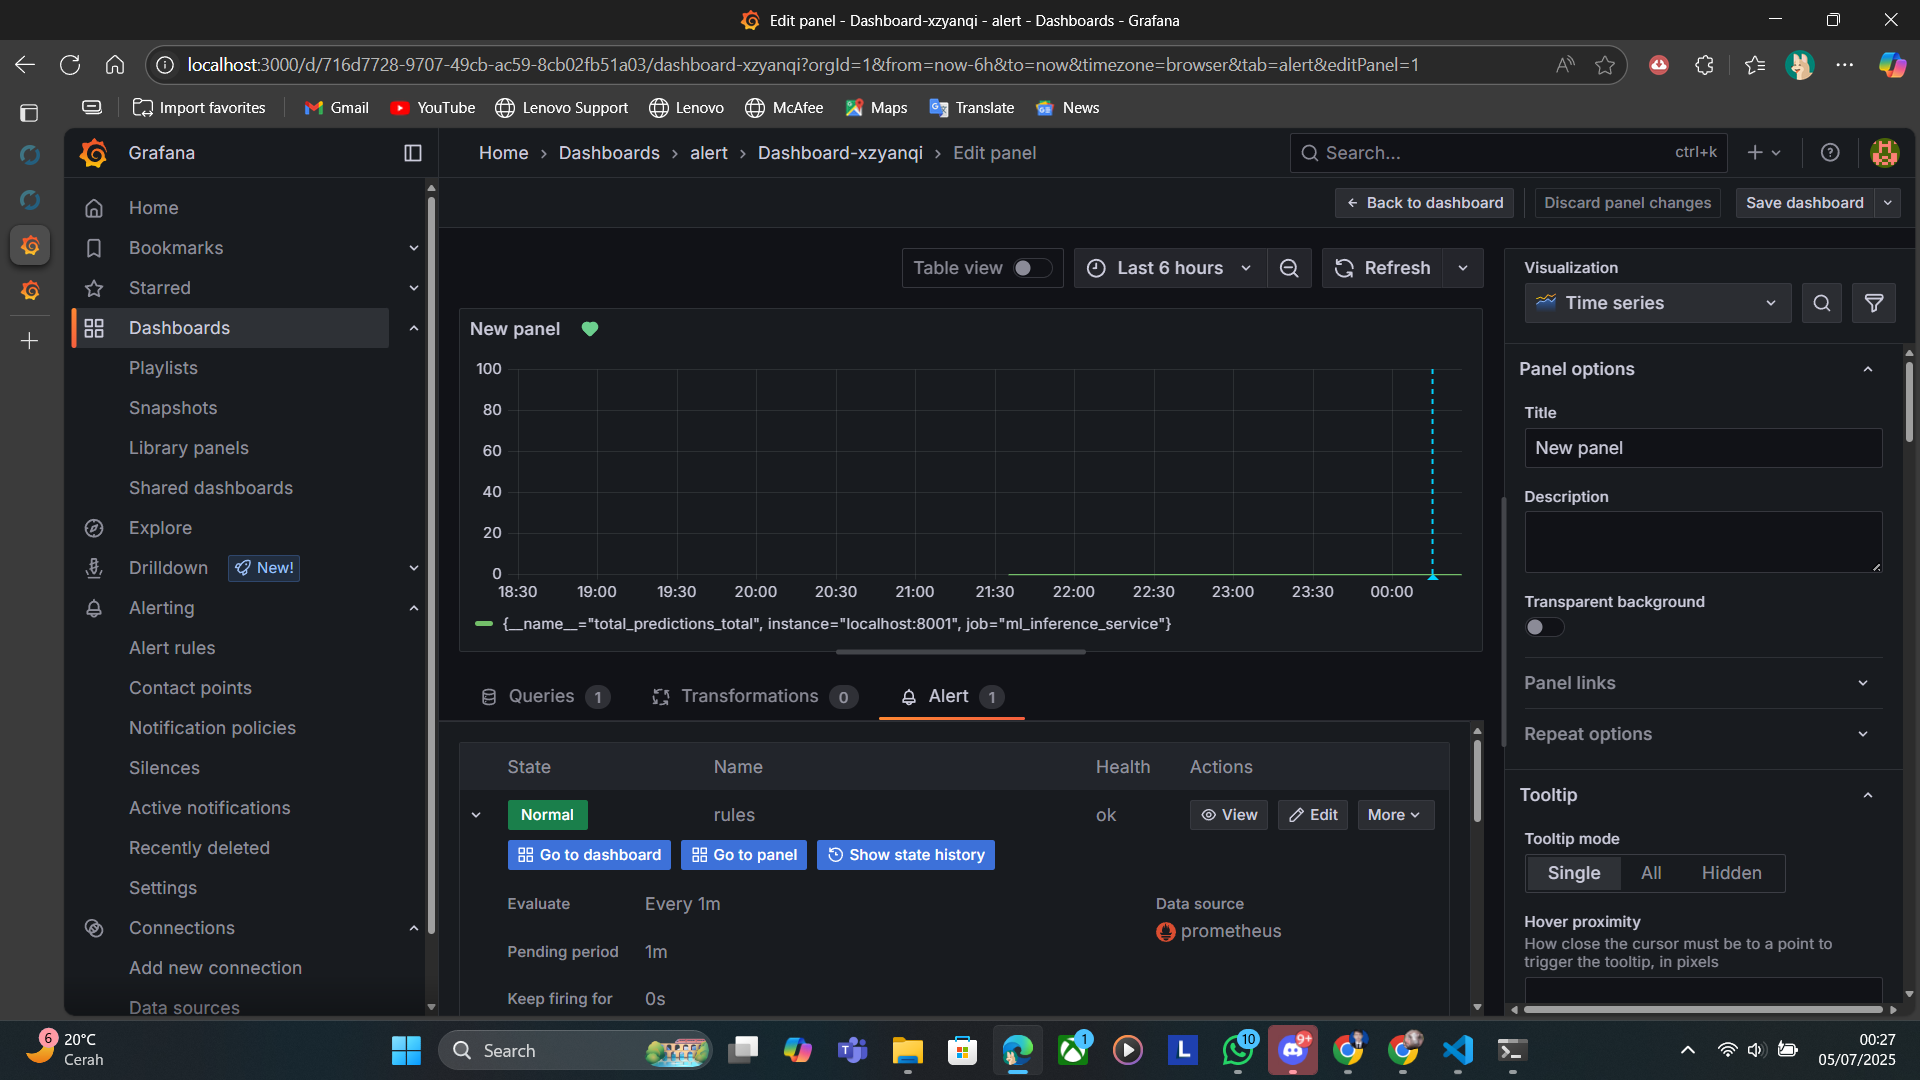 Edit panel - Dashboard-xzyanqi - alert - Dashboards - Grafana
localhost:3000/d/716d7728-9707-49cb-ac59-8cb02fb51a03/dashboard-xzyanqi?orgId=1&from=now-6h&to=now&timezone=browser&tab=alert&editPanel=1
Import favorites Gmail YouTube Lenovo Support Lenovo McAfee Maps Translate News
Grafana
Home › Dashboards › alert › Dashboard-xzyanqi › Edit panel
Search... ctrl+k
Back to dashboard Discard panel changes Save dashboard
Home
Bookmarks
Starred
Dashboards
Playlists
Snapshots
Library panels
Shared dashboards
Explore
Drilldown New!
Alerting
Alert rules
Contact points
Notification policies
Silences
Active notifications
Recently deleted
Settings
Connections
Add new connection
Data sources
Table view Last 6 hours Refresh
New panel
100
80
60
40
20
0
18:30 19:00 19:30 20:00 20:30 21:00 21:30 22:00 22:30 23:00 23:30 00:00
{__name__="total_predictions_total", instance="localhost:8001", job="ml_inference_service"}
Queries 1 Transformations 0 Alert 1
State Name Health Actions
Normal rules ok View Edit More
Go to dashboard Go to panel Show state history
Evaluate Every 1m
Pending period 1m
Keep firing for 0s
Data source
prometheus
Visualization
Time series
Panel options
Title
New panel
Description
Transparent background
Panel links
Repeat options
Tooltip
Tooltip mode
Single All Hidden
Hover proximity
How close the cursor must be to a point to
trigger the tooltip, in pixels
6
20°C
Cerah
Search
1
L
10
9+
00:27
05/07/2025